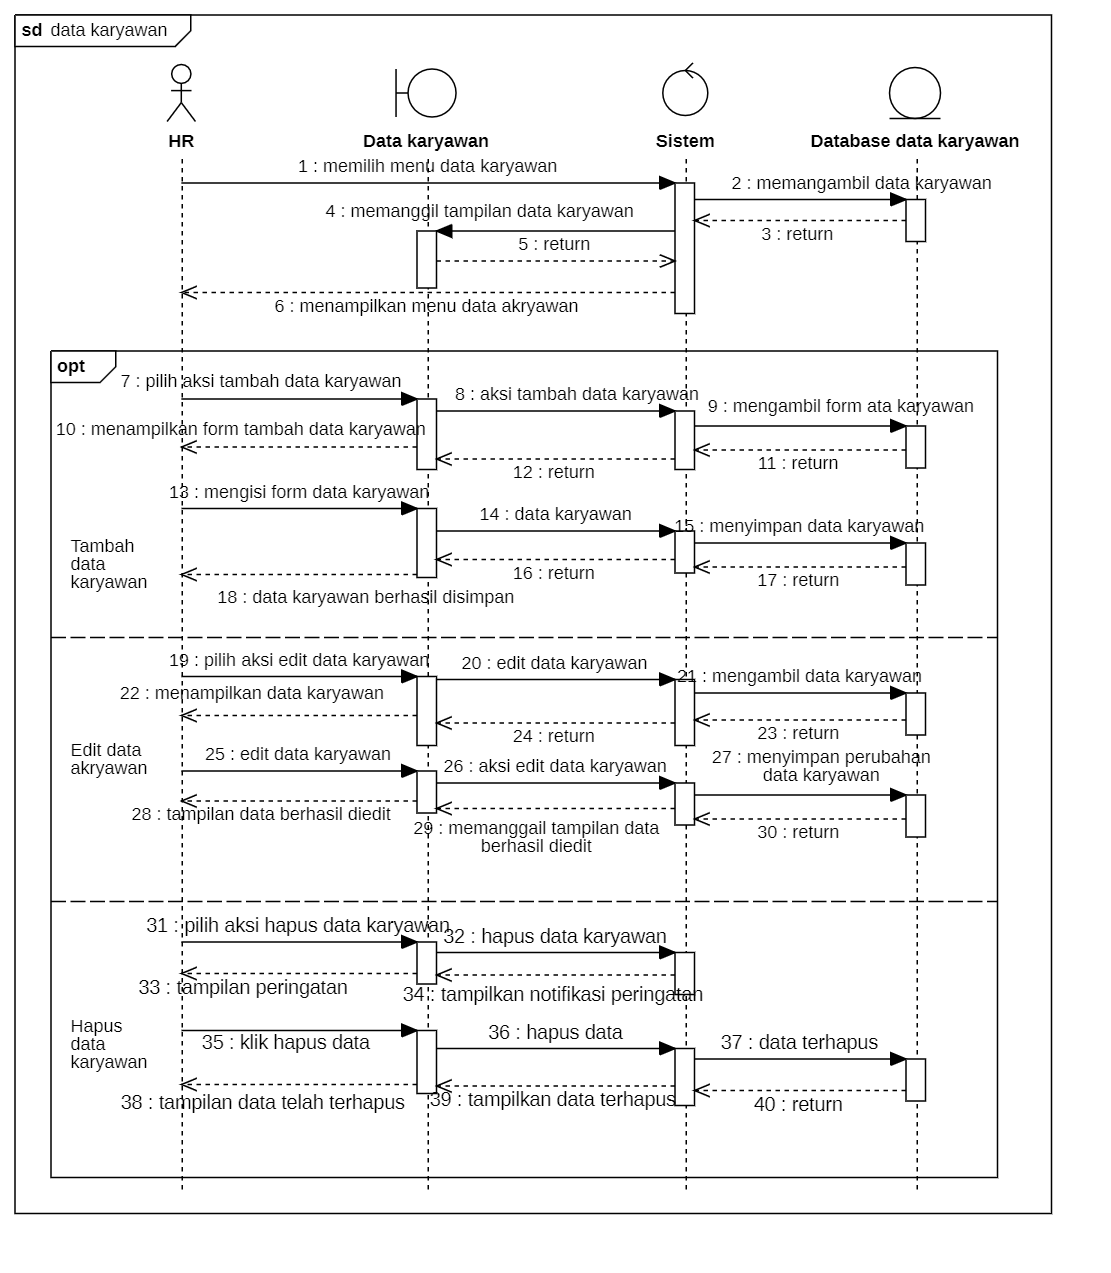 sd data karyawan
HR
Data karyawan
Sistem
Database data karyawan
1 : memilih menu data karyawan
2 : memangambil data karyawan
4 : memanggil tampilan data karyawan
3 : return
5 : return
6 : menampilkan menu data akryawan
opt
7 : pilih aksi tambah data karyawan
8 : aksi tambah data karyawan
9 : mengambil form ata karyawan
10 : menampilkan form tambah data karyawan
11 : return
12 : return
13 : mengisi form data karyawan
14 : data karyawan
15 : menyimpan data karyawan
Tambah
data
karyawan
16 : return
17 : return
18 : data karyawan berhasil disimpan
19 : pilih aksi edit data karyawan
20 : edit data karyawan
21 : mengambil data karyawan
22 : menampilkan data karyawan
23 : return
24 : return
Edit data
akryawan
25 : edit data karyawan
26 : aksi edit data karyawan
27 : menyimpan perubahan
data karyawan
28 : tampilan data berhasil diedit
29 : memanggail tampilan data
berhasil diedit
30 : return
31 : pilih aksi hapus data karyawan
32 : hapus data karyawan
33 : tampilan peringatan
34 : tampilkan notifikasi peringatan
Hapus
data
karyawan
35 : klik hapus data
36 : hapus data
37 : data terhapus
38 : tampilan data telah terhapus
39 : tampilkan data terhapus
40 : return